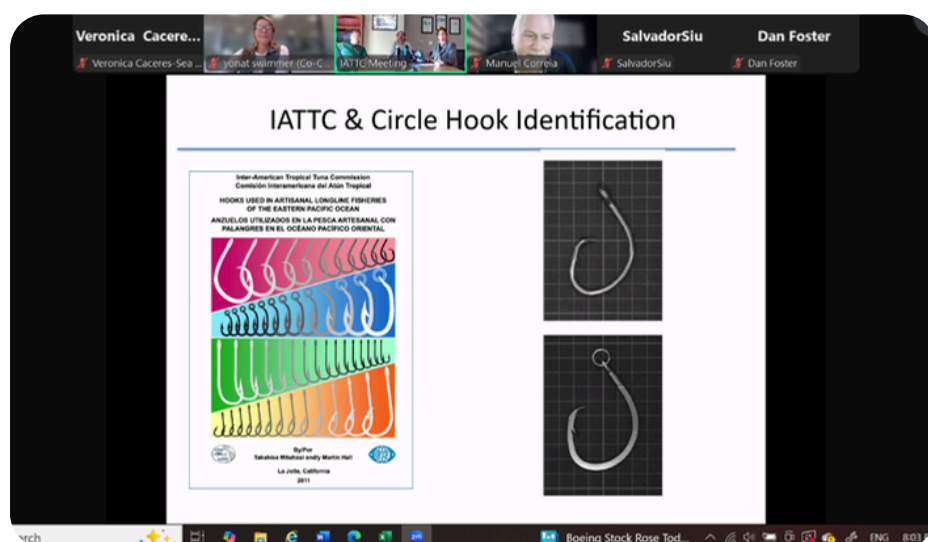 Veronica Cacere...
SalvadorSiu
Dan Foster
Veronica Caceres-Sea ...
yonat swimmer (Co-C...
IATTC Meeting
Manuel Correia
SalvadorSiu
Dan Foster
IATTC & Circle Hook Identification
Inter-American Tropical Tuna Commission
Comisión Interamericana del Atún Tropical
HOOKS USED IN ARTISANAL LONGLINE FISHERIES
OF THE EASTERN PACIFIC OCEAN
ANZUELOS UTILIZADOS EN LA PESCA ARTESANAL CON
PALANGRES EN EL OCÉANO PACÍFICO ORIENTAL
By/Por
Takahisa Mituhasi and/y Martin Hall
La Jolla, California
2011
Boeing Stock Rose Tod...
ENG